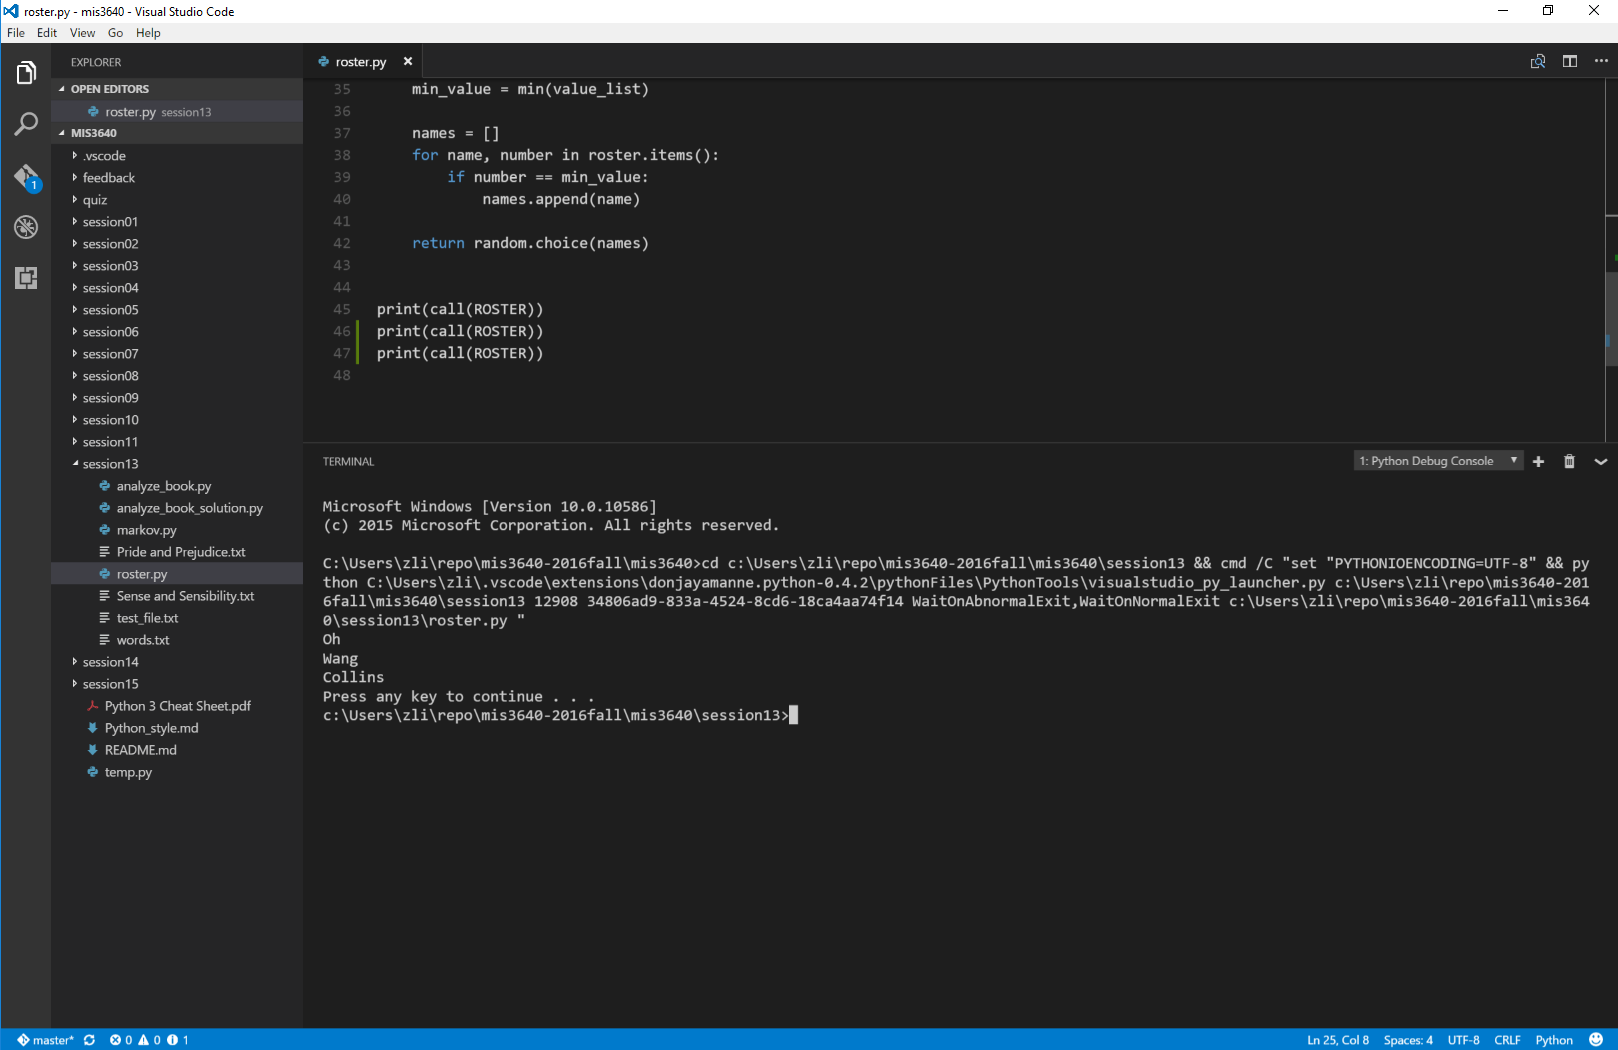 roster.py - mis3640 - Visual Studio Code
File Edit View Go Help
EXPLORER
OPEN EDITORS
roster.py session13
MIS3640
.vscode
feedback
quiz
session01
session02
session03
session04
session05
session06
session07
session08
session09
session10
session11
session13
analyze_book.py
analyze_book_solution.py
markov.py
Pride and Prejudice.txt
roster.py
Sense and Sensibility.txt
test_file.txt
words.txt
session14
session15
Python 3 Cheat Sheet.pdf
Python_style.md
README.md
temp.py
1
roster.py
35 min_value = min(value_list)
36
37 names = []
38 for name, number in roster.items():
39 if number == min_value:
40 names.append(name)
41
42 return random.choice(names)
43
44
45 print(call(ROSTER))
46 print(call(ROSTER))
47 print(call(ROSTER))
48
TERMINAL
1: Python Debug Console
Microsoft Windows [Version 10.0.10586]
(c) 2015 Microsoft Corporation. All rights reserved.
C:\Users\zli\repo\mis3640-2016fall\mis3640>cd c:\Users\zli\repo\mis3640-2016fall\mis3640\session13 && cmd /C "set "PYTHONIOENCODING=UTF-8" && py
thon C:\Users\zli\.vscode\extensions\donjayamanne.python-0.4.2\pythonFiles\PythonTools\visualstudio_py_launcher.py c:\Users\zli\repo\mis3640-201
6fall\mis3640\session13 12908 34806ad9-833a-4524-8cd6-18ca4aa74f14 WaitOnAbnormalExit,WaitOnNormalExit c:\Users\zli\repo\mis3640-2016fall\mis364
0\session13\roster.py "
Oh
Wang
Collins
Press any key to continue . . .
c:\Users\zli\repo\mis3640-2016fall\mis3640\session13>
master* 0 0 1
Ln 25, Col 8 Spaces: 4 UTF-8 CRLF Python